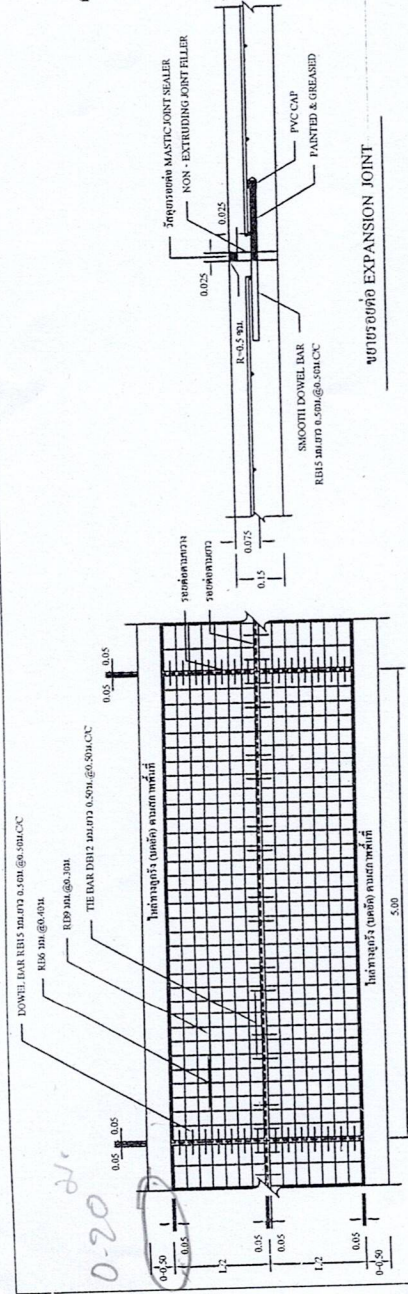 DOWEL BAR RB15 มม.ยาว 0.50ม.@0.50ม.C/C
RB6 มม.@0.40ม.
RB9 มม.@0.30ม.
TIE BAR DB12 มม.ยาว 0.50ม.@0.50ม.C/C
0-20
0.05 0.05
0.05 0.05
ไหล่ทางลูกรัง (บดอัด) ตามสภาพพื้นที่
รอยต่อตามขวาง
รอยต่อตามยาว
0-0.50
0.05
L/2
0.05
0.05
L/2
0.05
0-0.50
ไหล่ทางลูกรัง (บดอัด) ตามสภาพพื้นที่
5.00
วัสดุยารอยต่อ MASTIC JOINT SEALER
NON - EXTRUDING JOINT FILLER
0.025
0.025
R=0.5 ซม.
0.075
0.15
PVC CAP
PAINTED & GREASED
SMOOTH DOWEL BAR
RB15 มม.ยาว 0.50ม.@0.50ม.C/C
ขยายรอยต่อ EXPANSION JOINT